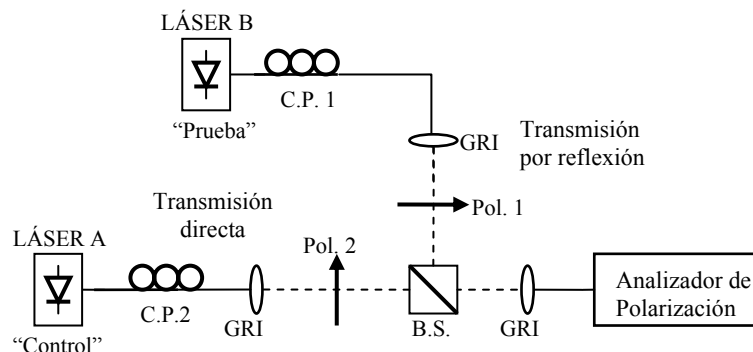 LÁSER B
C.P. 1
“Prueba”
GRI
Transmisión
por reflexión
Pol. 1
Transmisión
directa
Pol. 2
LÁSER A
C.P.2
GRI
B.S.
GRI
Analizador de
Polarización
“Control”